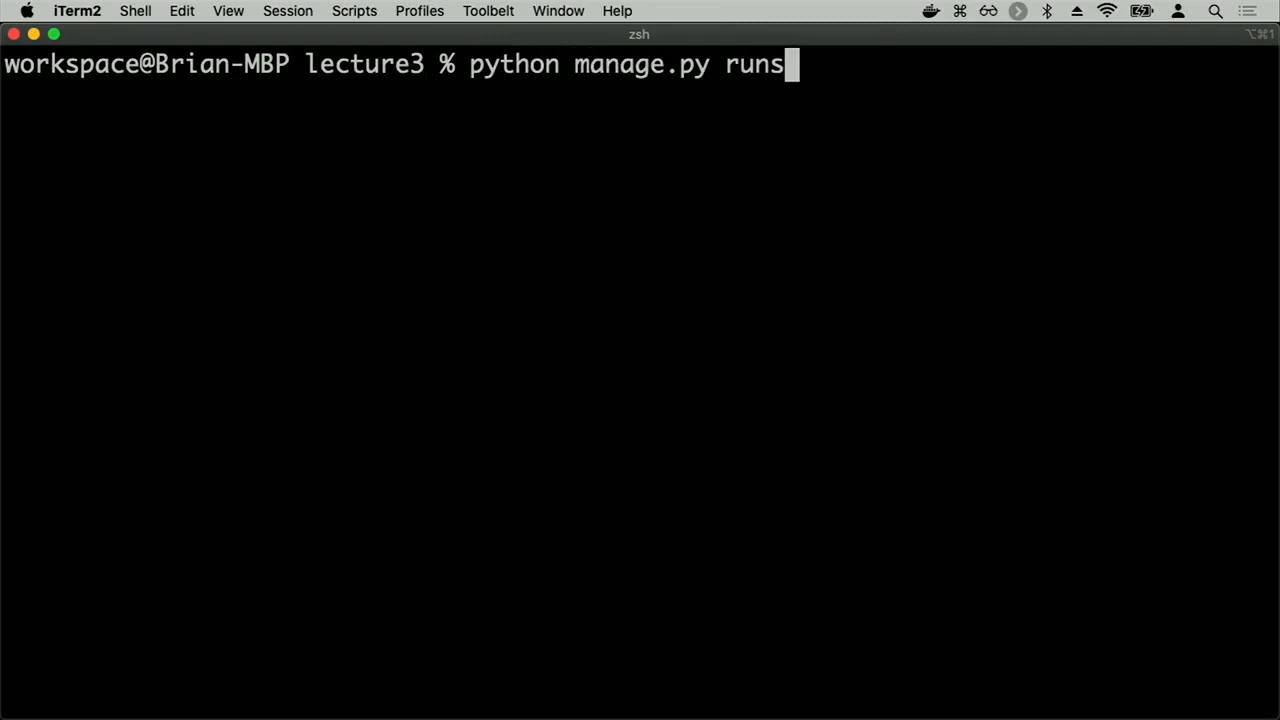 iTerm2 Shell Edit View Session Scripts Profiles Toolbelt Window Help
zsh ⌥⌘1
workspace@Brian-MBP lecture3 % python manage.py runs